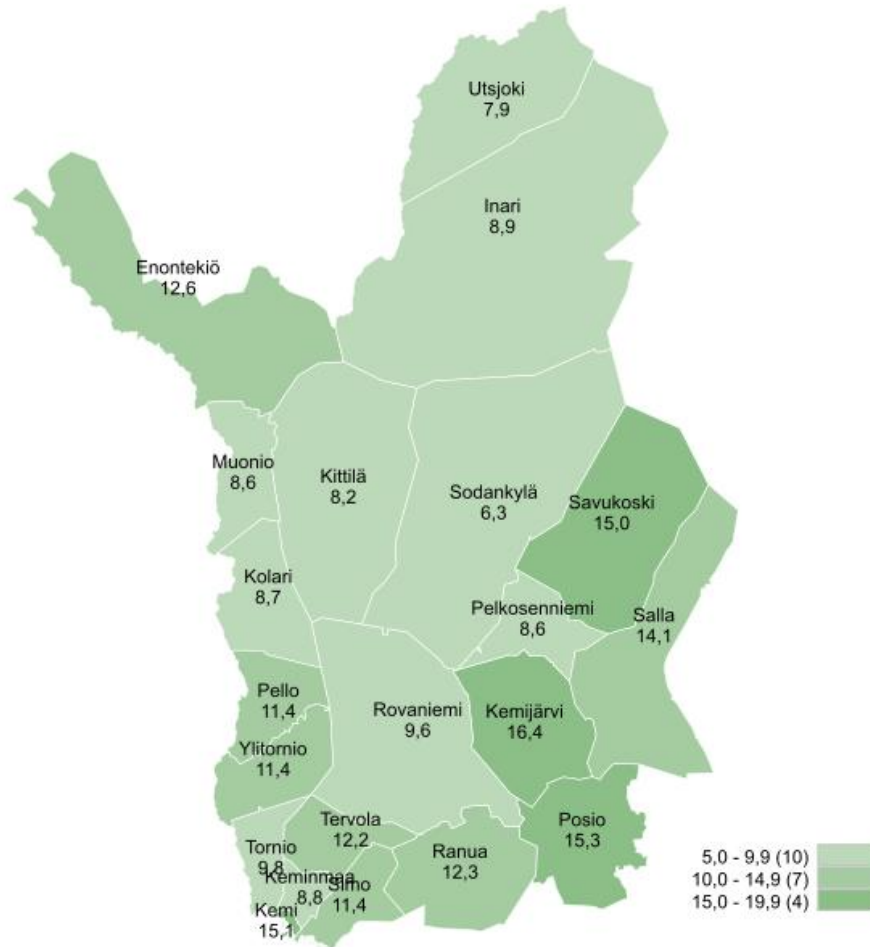 Utsjoki
7,9
Inari
8,9
Enontekiö
12,6
Muonio
8,6
Kittilä
8,2
Sodankylä
6,3
Savukoski
15,0
Kolari
8,7
Pelkosenniemi
8,6
Salla
14,1
Pello
11,4
Rovaniemi
9,6
Kemijärvi
16,4
Ylitornio
11,4
Tervola
12,2
Posio
15,3
Tornio
9,8
Ranua
12,3
Keminmaa
8,8
Simo
11,4
Kemi
15,1
5,0 - 9,9 (10)
10,0 - 14,9 (7)
15,0 - 19,9 (4)